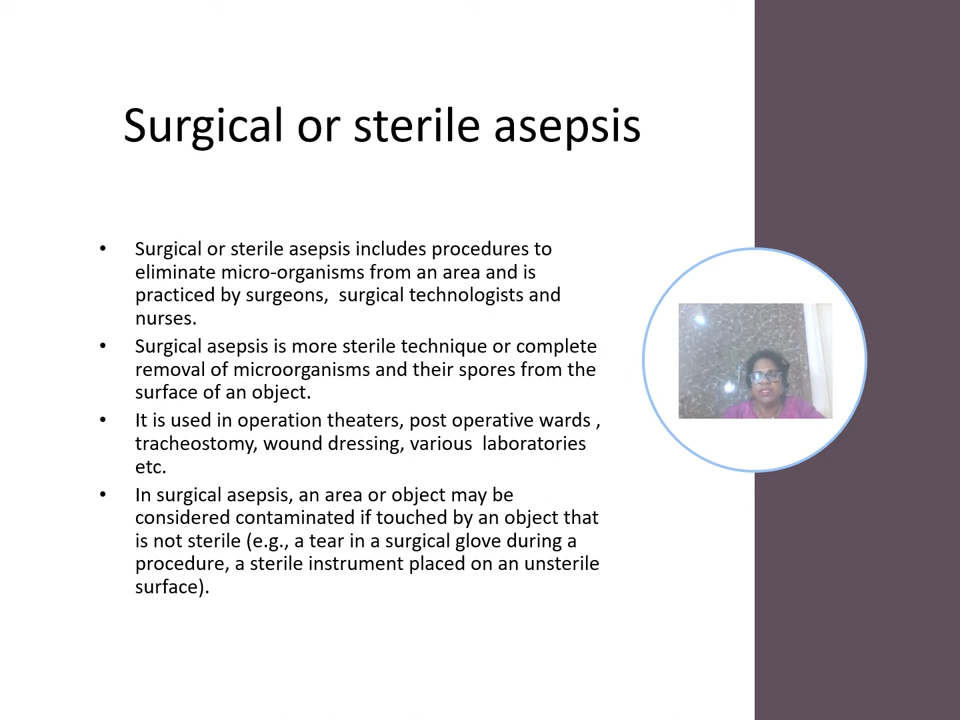 Surgical or sterile asepsis
• Surgical or sterile asepsis includes procedures to
eliminate micro-organisms from an area and is
practiced by surgeons,  surgical technologists and
nurses.
• Surgical asepsis is more sterile technique or complete
removal of microorganisms and their spores from the
surface of an object.
• It is used in operation theaters, post operative wards ,
tracheostomy, wound dressing, various  laboratories
etc.
• In surgical asepsis, an area or object may be
considered contaminated if touched by an object that
is not sterile (e.g., a tear in a surgical glove during a
procedure, a sterile instrument placed on an unsterile
surface).